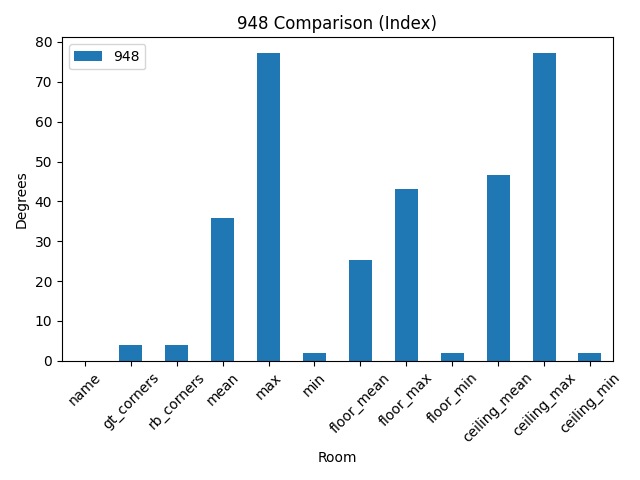 948 Comparison (Index)
948
Degrees
80
70
60
50
40
30
20
10
0
name
gt_corners
rb_corners
mean
max
min
floor_mean
floor_max
floor_min
ceiling_mean
ceiling_max
ceiling_min
Room